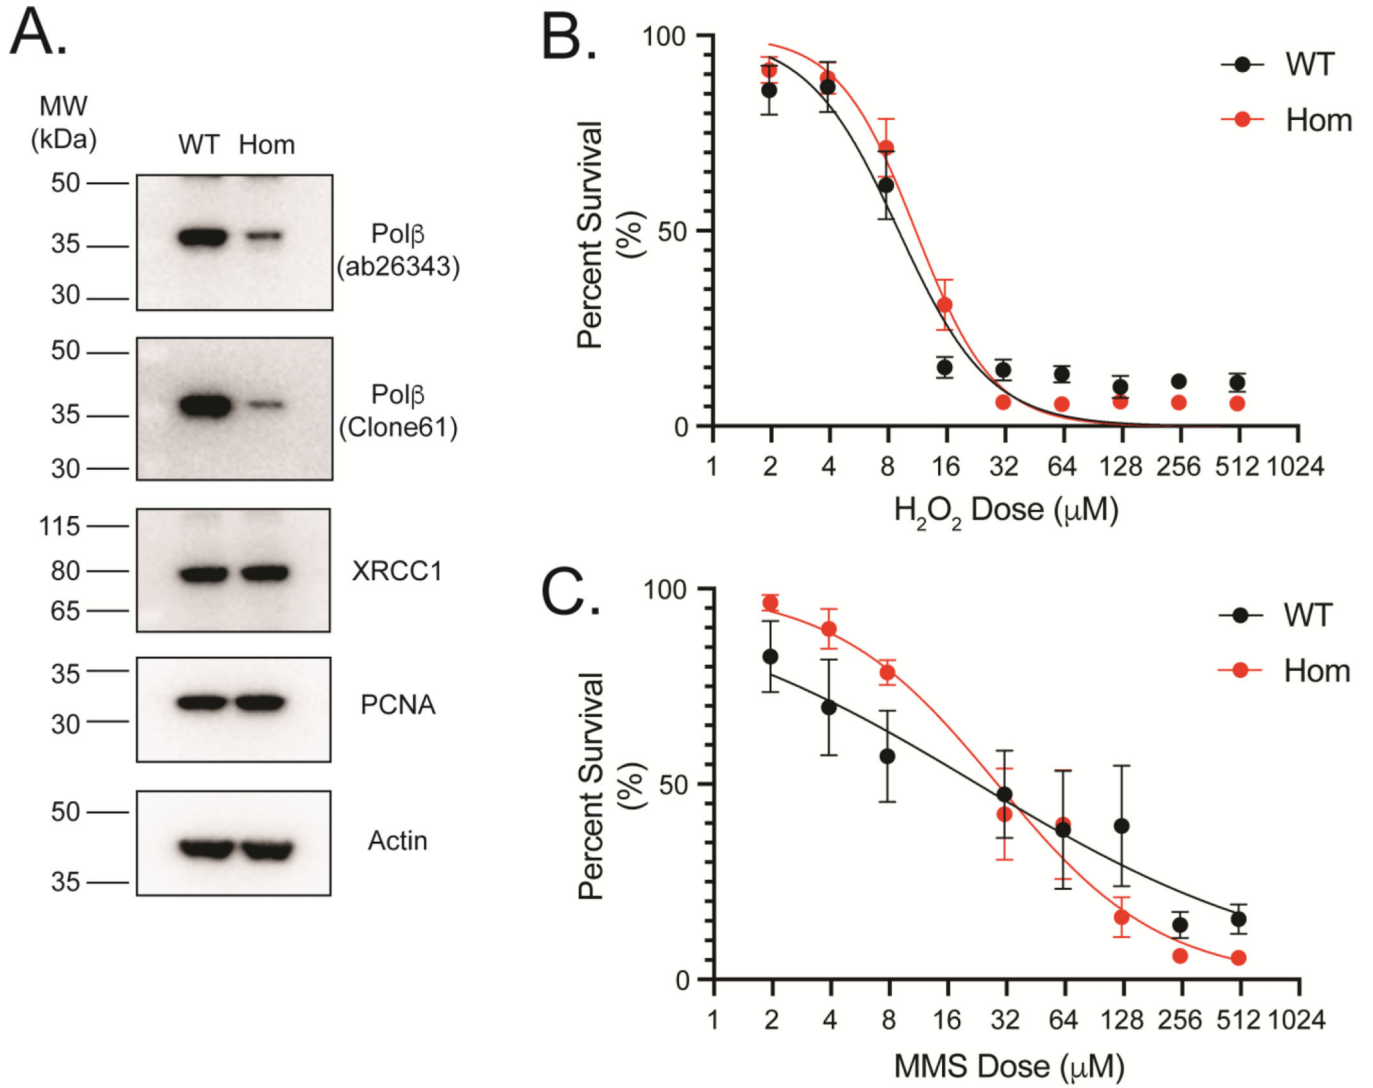 A.
MW
(kDa)
WT Hom
50
35
30
Polβ
(ab26343)
50
35
30
Polβ
(Clone61)
115
80
65
XRCC1
35
30
PCNA
50
35
Actin
B.
100
50
0
Percent Survival
(%)
WT
Hom
1 2 4 8 16 32 64 128 256 512 1024
H₂O₂ Dose (μM)
C.
100
50
0
Percent Survival
(%)
WT
Hom
1 2 4 8 16 32 64 128 256 512 1024
MMS Dose (μM)